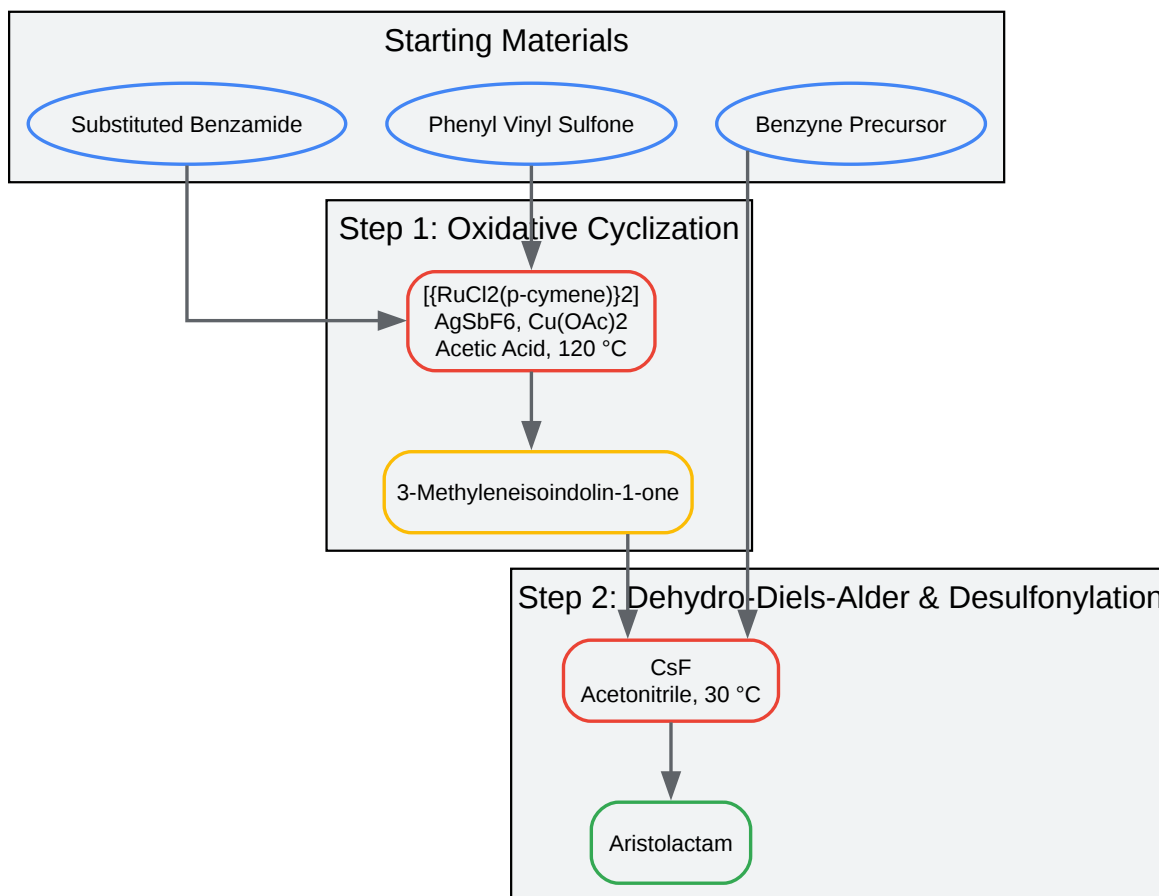 Starting Materials
Substituted Benzamide
Phenyl Vinyl Sulfone
Benzyne Precursor
Step 1: Oxidative Cyclization
[{RuCl2(p-cymene)}2]
AgSbF6, Cu(OAc)2
Acetic Acid, 120 °C
3-Methyleneisoindolin-1-one
Step 2: Dehydro-Diels-Alder & Desulfonylation
CsF
Acetonitrile, 30 °C
Aristolactam